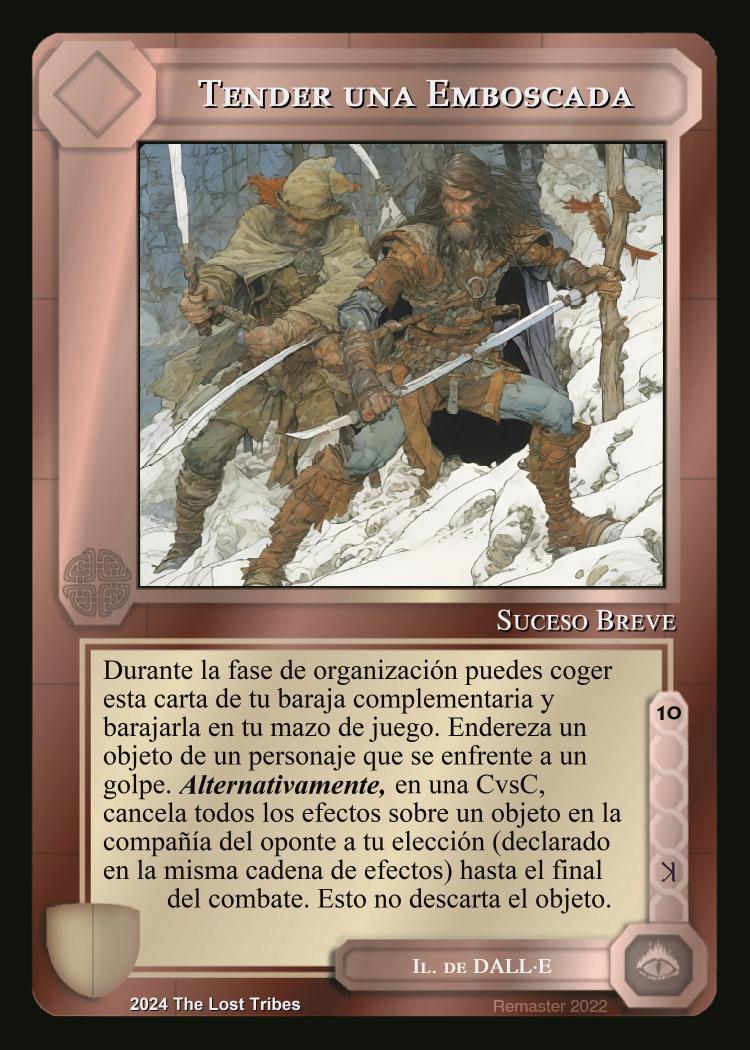 Tender una Emboscada
Suceso Breve
Durante la fase de organización puedes coger
esta carta de tu baraja complementaria y
barajarla en tu mazo de juego. Endereza un
objeto de un personaje que se enfrente a un
golpe. Alternativamente, en una CvsC,
cancela todos los efectos sobre un objeto en la
compañía del oponte a tu elección (declarado
en la misma cadena de efectos) hasta el final
del combate. Esto no descarta el objeto.
10
Il. de DALL·E
2024 The Lost Tribes
Remaster 2022